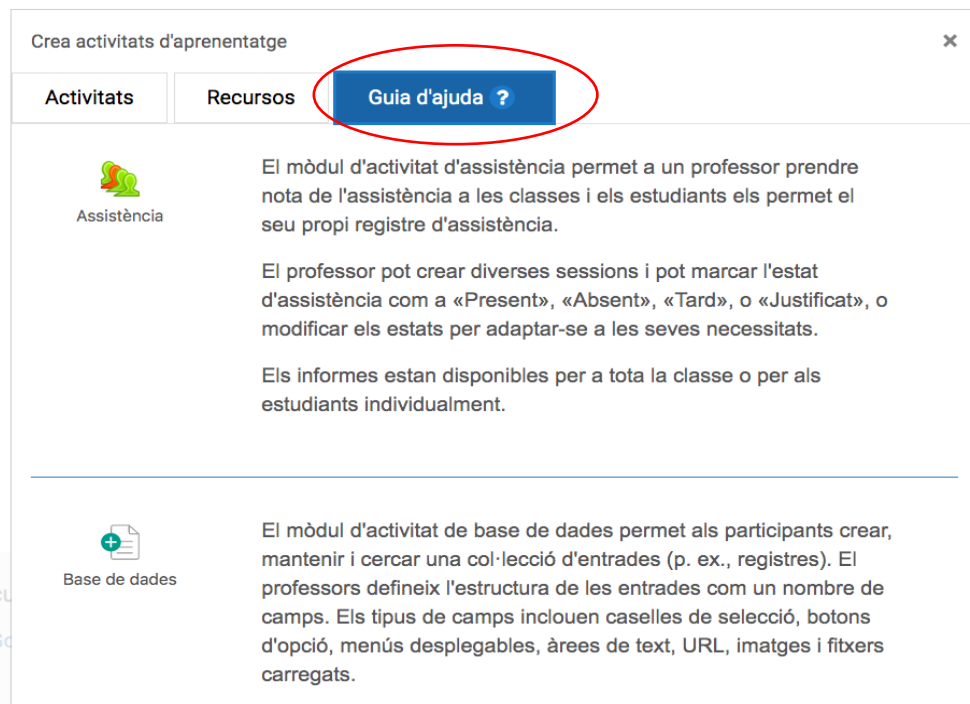 Crea activitats d'aprenentatge
Activitats
Recursos
Guia d'ajuda ?
Assistència
El mòdul d'activitat d'assistència permet a un professor prendre
nota de l'assistència a les classes i els estudiants els permet el
seu propi registre d'assistència.
El professor pot crear diverses sessions i pot marcar l'estat
d'assistència com a «Present», «Absent», «Tard», o «Justificat», o
modificar els estats per adaptar-se a les seves necessitats.
Els informes estan disponibles per a tota la classe o per als
estudiants individualment.
Base de dades
El mòdul d'activitat de base de dades permet als participants crear,
mantenir i cercar una col·lecció d'entrades (p. ex., registres). El
professors defineix l'estructura de les entrades com un nombre de
camps. Els tipus de camps inclouen caselles de selecció, botons
d'opció, menús desplegables, àrees de text, URL, imatges i fitxers
carregats.